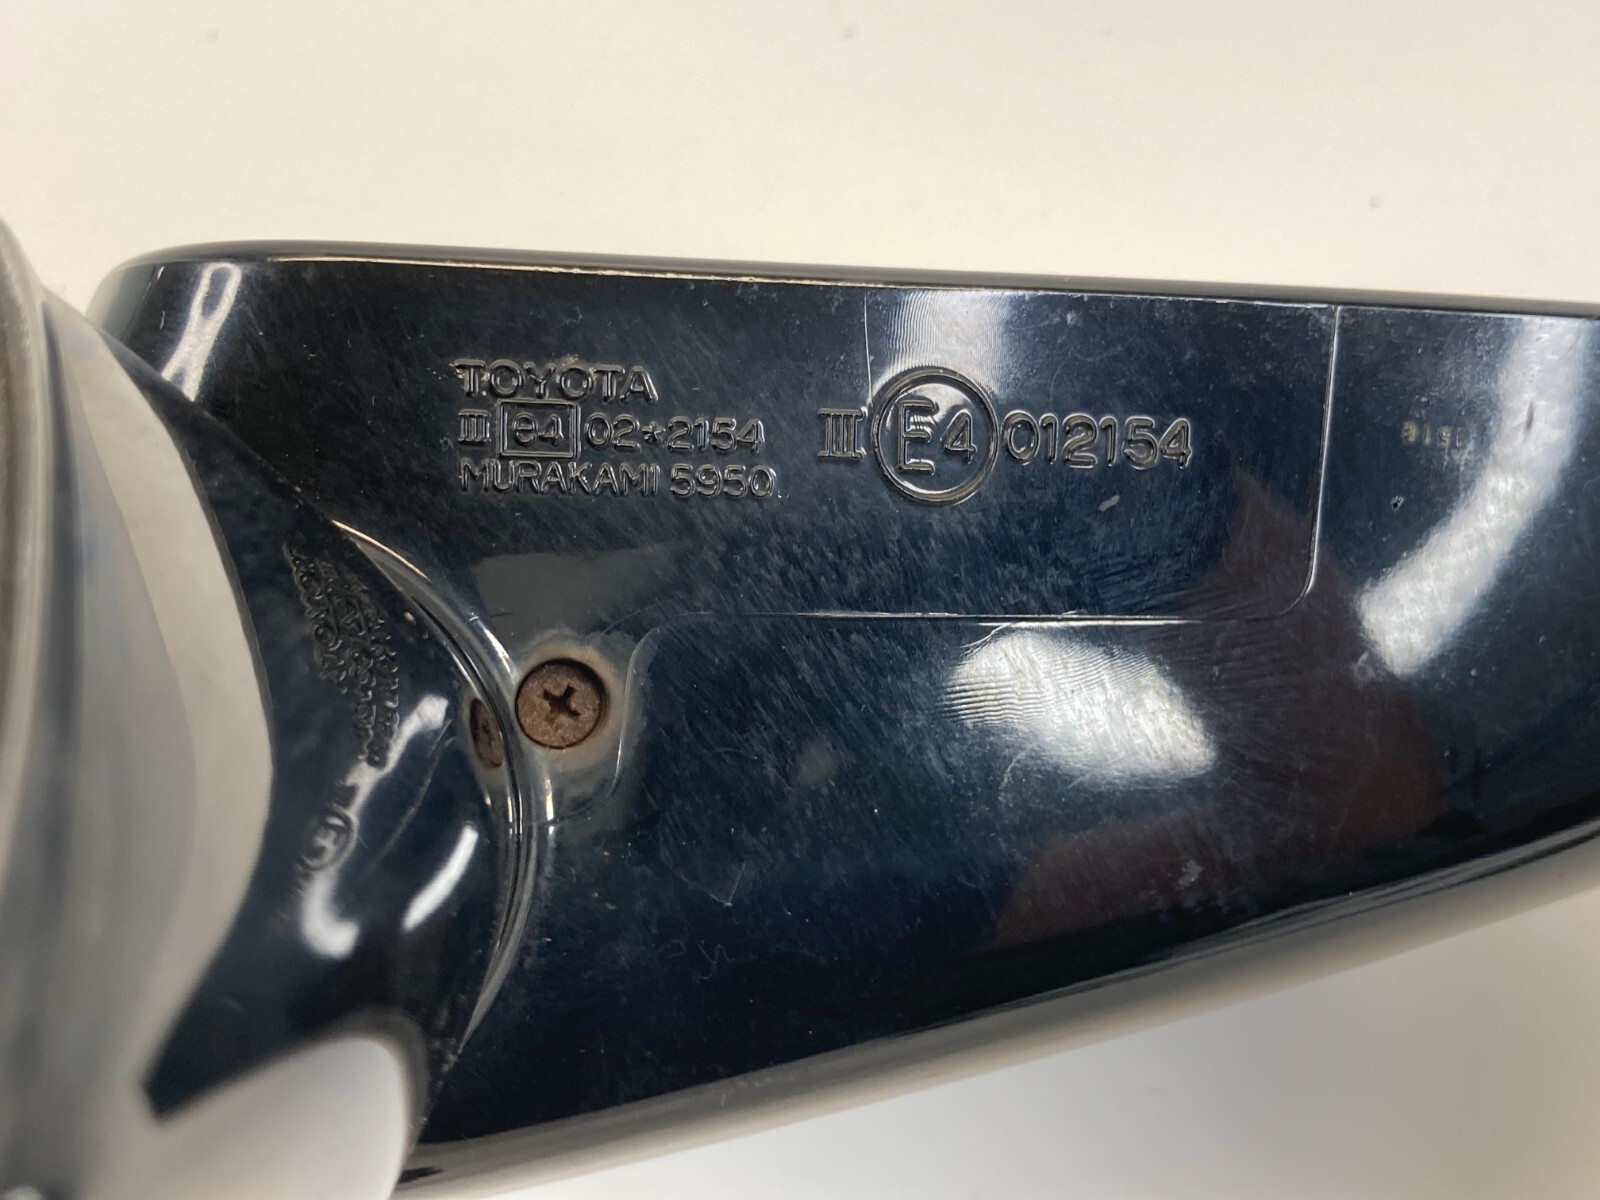 TOYOTA
III e4 02*2154
MURAKAMI 5950
III E4 012154